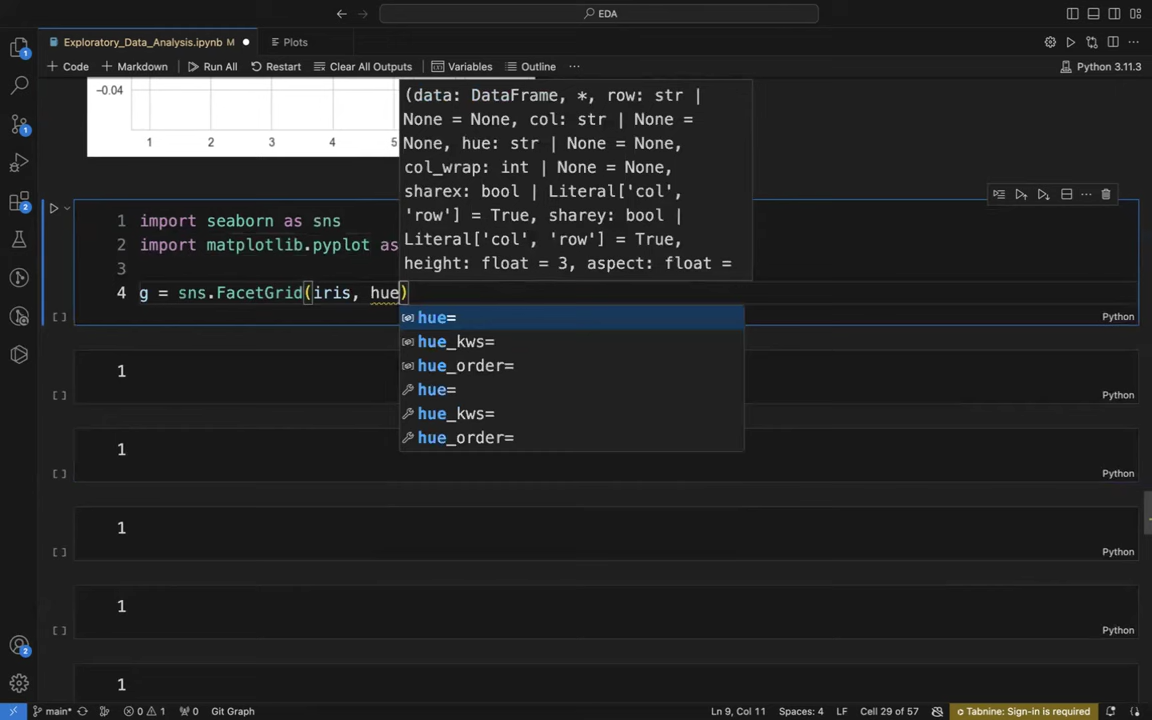 EDA
Exploratory_Data_Analysis.ipynb M
Plots
Code
Markdown
Run All
Restart
Clear All Outputs
Variables
Outline
Python 3.11.3
−0.04
1 2 3 4 5
(data: DataFrame, *, row: str |
None = None, col: str | None =
None, hue: str | None = None,
col_wrap: int | None = None,
sharex: bool | Literal['col',
'row'] = True, sharey: bool |
Literal['col', 'row'] = True,
height: float = 3, aspect: float =
1 import seaborn as sns
2 import matplotlib.pyplot as
3
4 g = sns.FacetGrid(iris, hue)
[ ] Python
hue=
hue_kws=
hue_order=
hue=
hue_kws=
hue_order=
1
[ ] Python
1
[ ] Python
1
[ ] Python
1
[ ] Python
1
1
2
2
2
main* 0 1 0 Git Graph Ln 9, Col 11 Spaces: 4 LF Cell 29 of 57 Tabnine: Sign-in is required